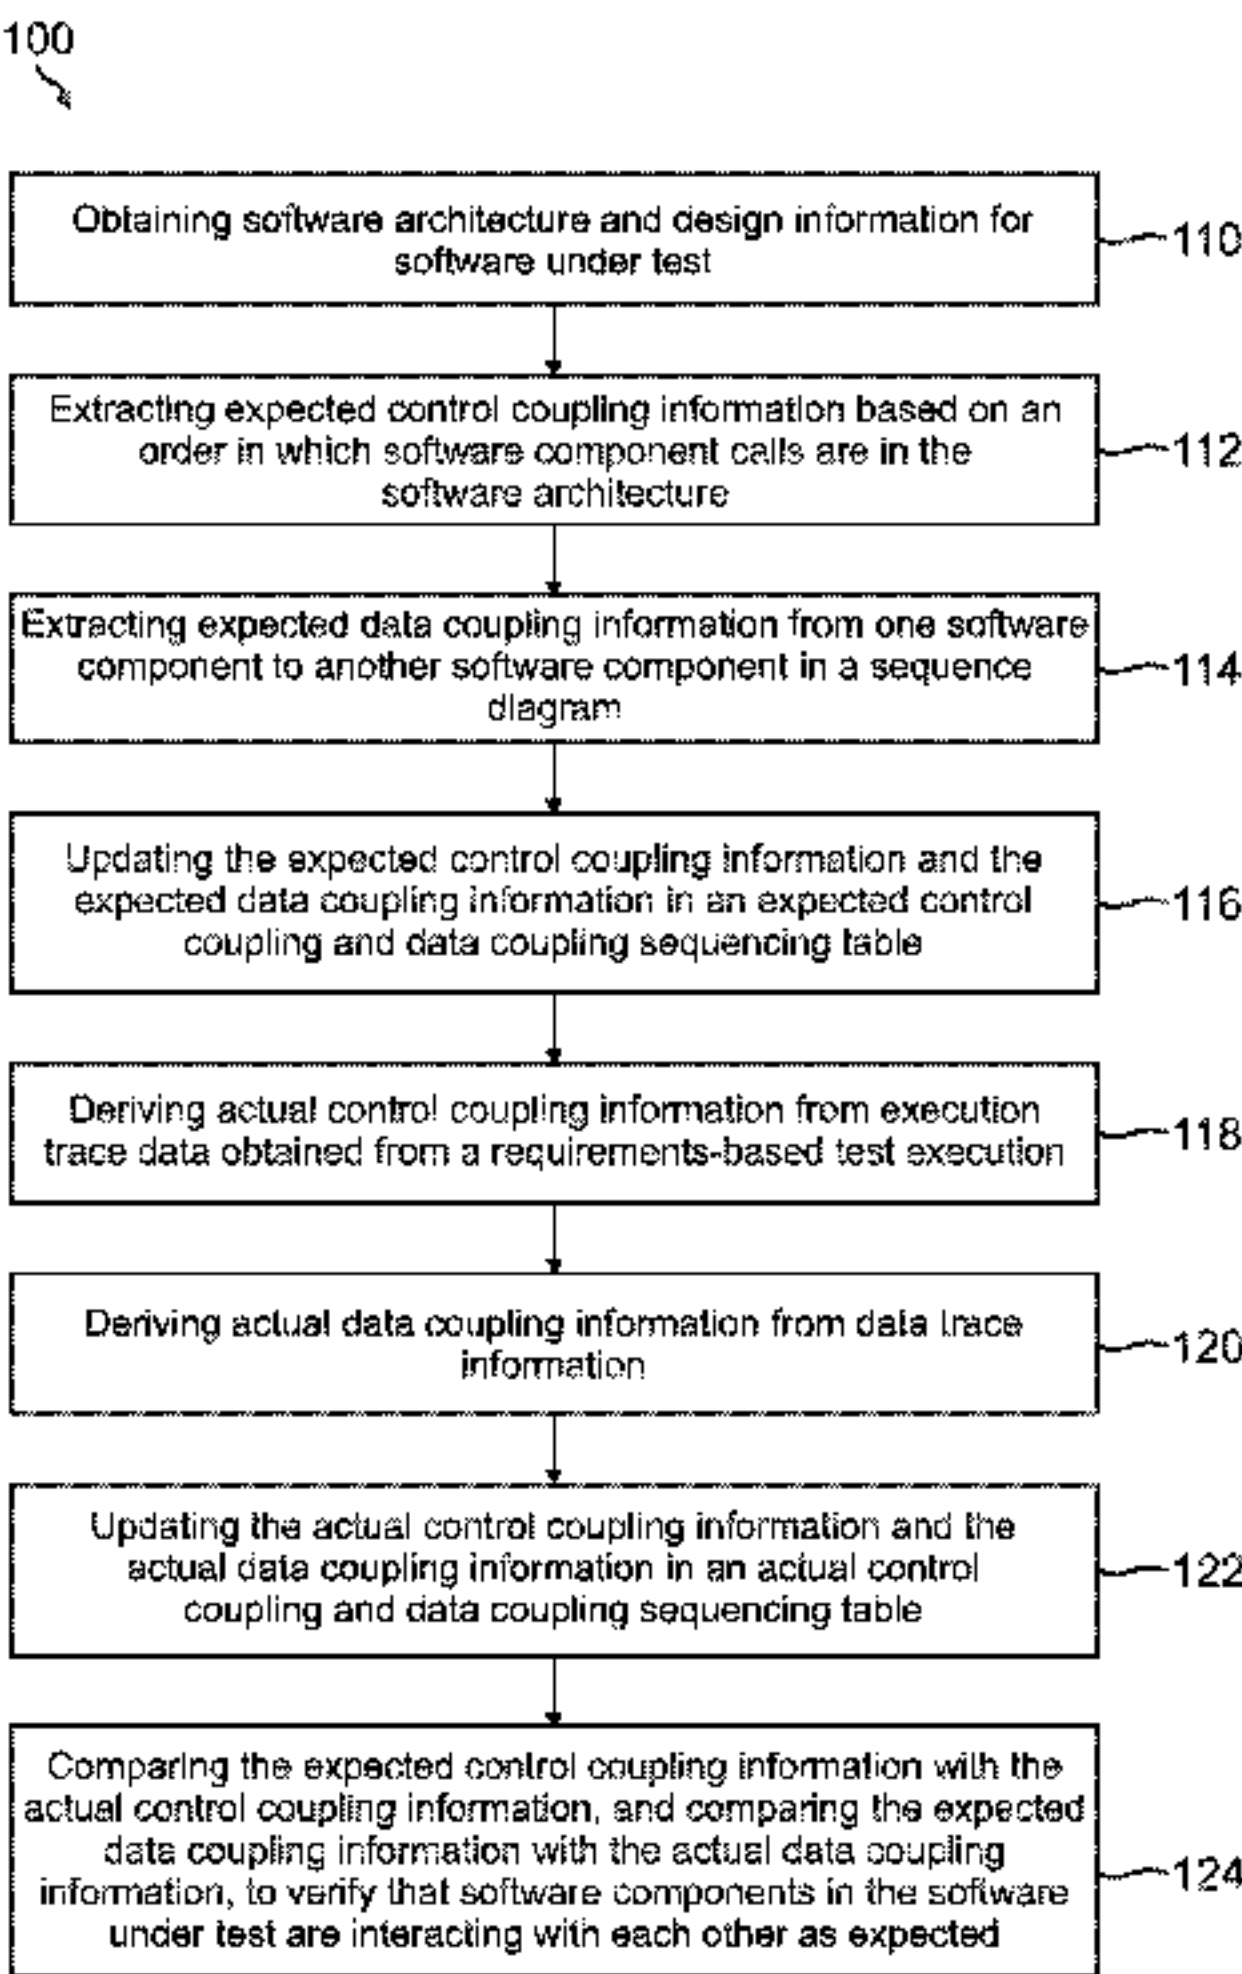 100
Obtaining software architecture and design information for
software under test
110
Extracting expected control coupling information based on an
order in which software component calls are in the
software architecture
112
Extracting expected data coupling information from one software
component to another software component in a sequence
diagram
114
Updating the expected control coupling information and the
expected data coupling information in an expected control
coupling and data coupling sequencing table
116
Deriving actual control coupling information from execution
trace data obtained from a requirements-based test execution
118
Deriving actual data coupling information from data trace
information
120
Updating the actual control coupling information and the
actual data coupling information in an actual control
coupling and data coupling sequencing table
122
Comparing the expected control coupling information with the
actual control coupling information, and comparing the expected
data coupling information with the actual data coupling
information, to verify that software components in the software
under test are interacting with each other as expected
124